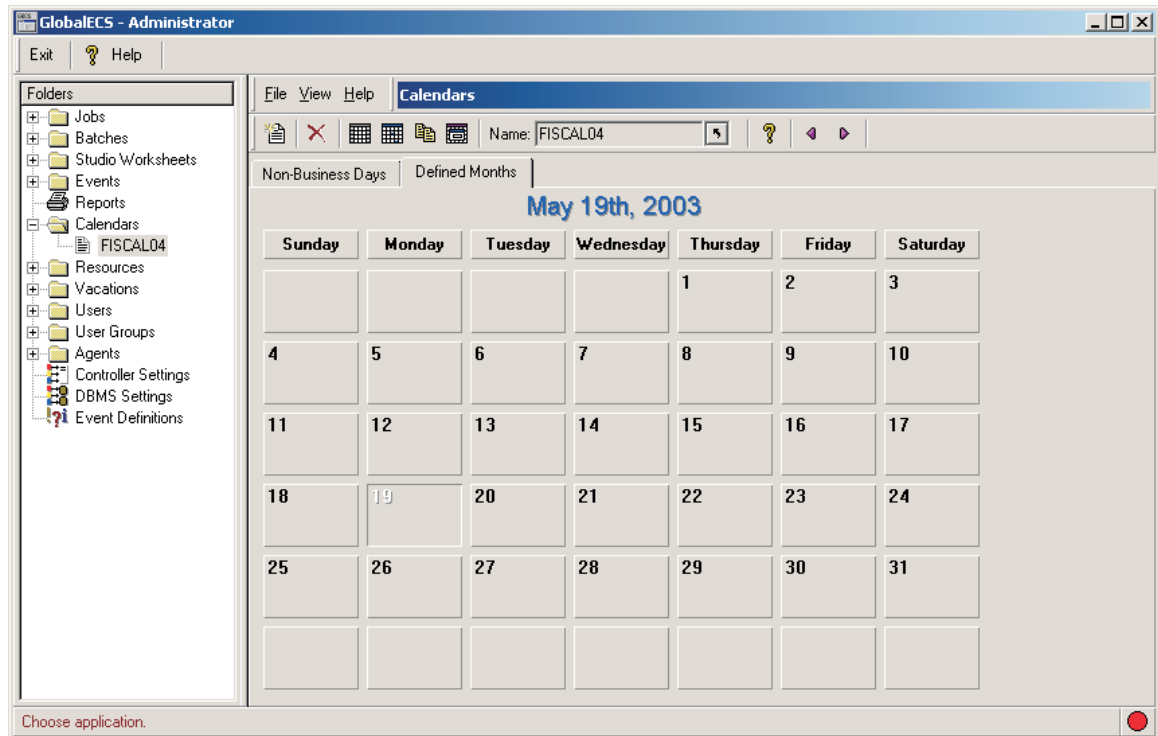 GlobalECS - Administrator
Exit Help
Folders
Jobs
Batches
Studio Worksheets
Events
Reports
Calendars
FISCAL04
Resources
Vacations
Users
User Groups
Agents
Controller Settings
DBMS Settings
Event Definitions
File View Help Calendars
Name: FISCAL04
Non-Business Days Defined Months
May 19th, 2003
Sunday Monday Tuesday Wednesday Thursday Friday Saturday
1 2 3
4 5 6 7 8 9 10
11 12 13 14 15 16 17
18 19 20 21 22 23 24
25 26 27 28 29 30 31
Choose application.